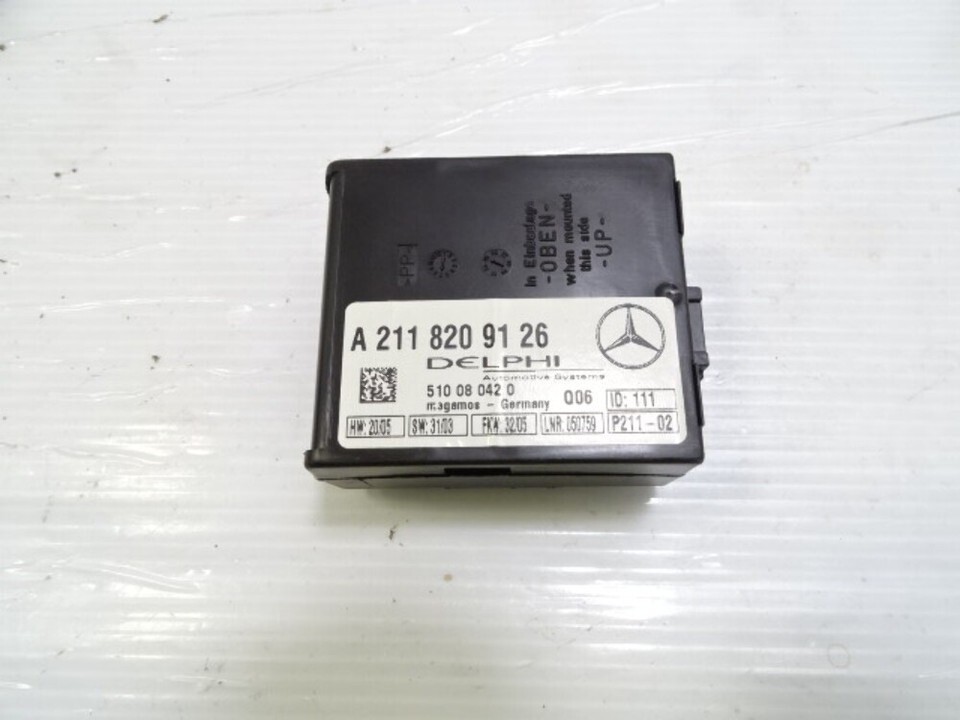 -PP-I
in Einbaulage
-OBEN-
when mounted
this side
-UP-
A 211 820 91 26
DELPHI
Automotive Systems
510 08 042 0
magamos - Germany
006
ID: 111
HW: 20/05
SW: 31/03
FKW: 32/05
LNR: 050759
P211-02